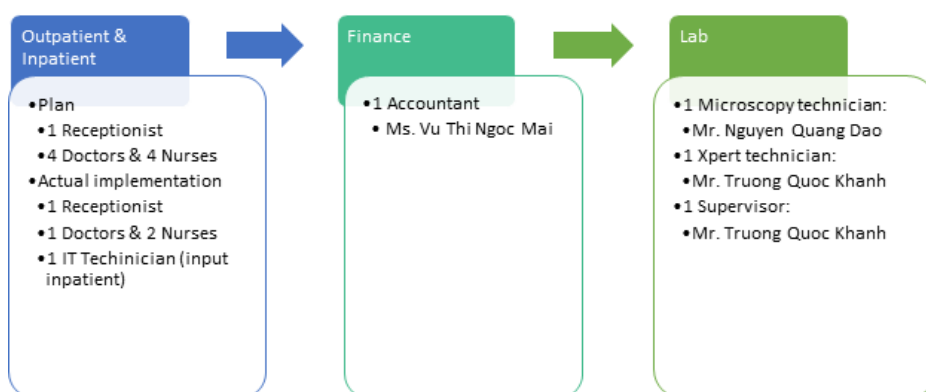 Outpatient &
Inpatient
•Plan
•1 Receptionist
•4 Doctors & 4 Nurses
•Actual implementation
•1 Receptionist
•1 Doctors & 2 Nurses
•1 IT Techinician (input
inpatient)
Finance
•1 Accountant
•Ms. Vu Thi Ngoc Mai
Lab
•1 Microscopy technician:
•Mr. Nguyen Quang Dao
•1 Xpert technician:
•Mr. Truong Quoc Khanh
•1 Supervisor:
•Mr. Truong Quoc Khanh